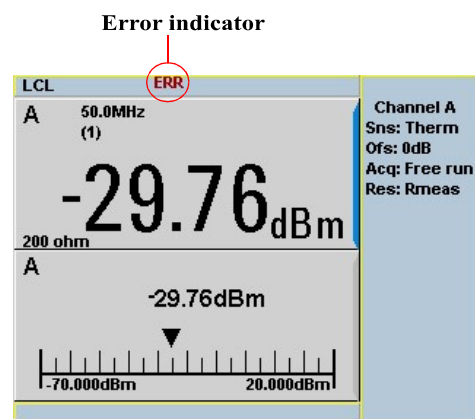 Error indicator
LCL ERR
A 50.0MHz
(1)
-29.76dBm
200 ohm
A
-29.76dBm
-70.000dBm 20.000dBm
Channel A
Sns: Therm
Ofs: 0dB
Acq: Free run
Res: Rmeas